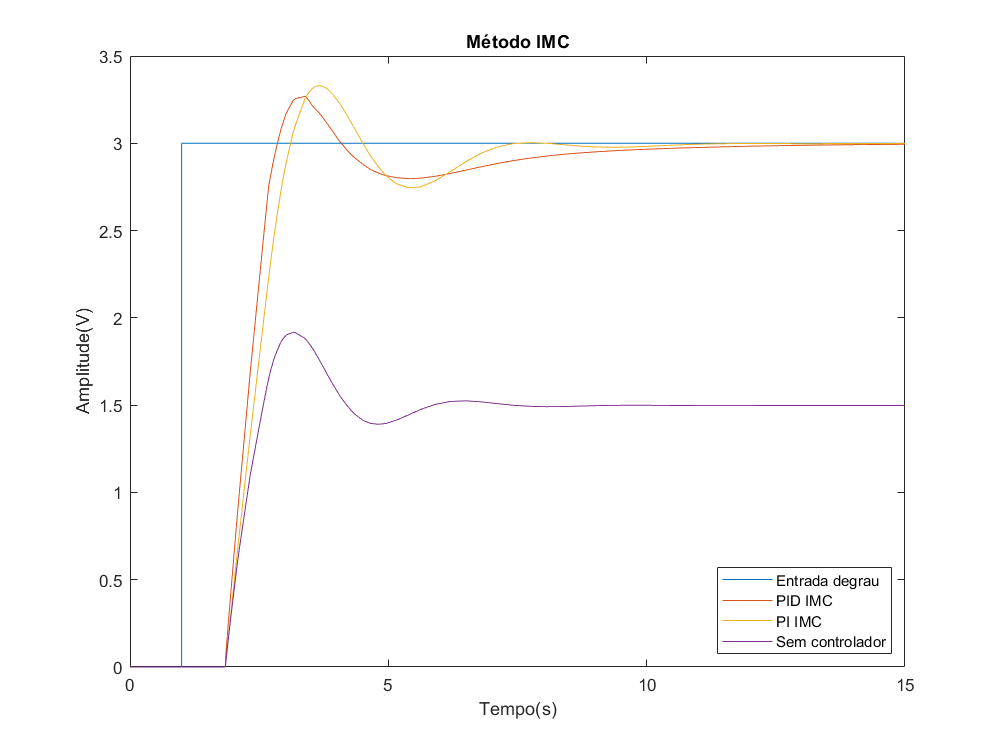 Método IMC
3.5
3
2.5
2
1.5
1
0.5
0
Amplitude(V)
0 5 10 15
Tempo(s)
Entrada degrau
PID IMC
PI IMC
Sem controlador